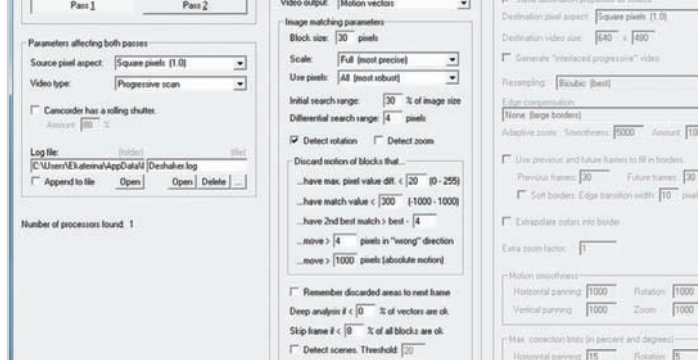 Pass 1
Pass 2
Parameters affecting both passes
Source pixel aspect: Square pixels (1.0)
Video type: Progressive scan
Camcorder has a rolling shutter.
Amount: 88 %
Log file: (folder) (file)
C:\Users\Ekaterina\AppData\l Deshaker.log
Append to file Open Open Delete ...
Number of processors found: 1
Video output: Motion vectors
Image matching parameters
Block size: 30 pixels
Scale: Full (most precise)
Use pixels: All (most robust)
Initial search range: 30 % of image size
Differential search range: 4 pixels
Detect rotation Detect zoom
Discard motion of blocks that...
...have max. pixel value diff. < 20 (0 - 255)
...have match value < 300 (-1000 - 1000)
...have 2nd best match > best - 4
...move > 4 pixels in "wrong" direction
...move > 1000 pixels (absolute motion)
Remember discarded areas to next frame
Deep analysis if < 0 % of vectors are ok.
Skip frame if < 8 % of all blocks are ok.
Detect scenes. Threshold: 20
Destination pixel aspect: Square pixels (1.0)
Destination video size: 640 x 480
Generate "interlaced progressive" video
Resampling: Bicubic (best)
Edge compensation
None (large borders)
Adaptive zoom: Smoothness: 5000 Amount: 10
Use previous and future frames to fill in borders
Previous frames: 30 Future frames: 30
Soft borders. Edge transition width: 10 pixel
Extrapolate colors into border
Extra zoom factor: 1
Motion smoothness
Horizontal panning: 1000 Rotation: 1000
Vertical panning: 1000 Zoom: 1000
Max. correction limits (in percent and degrees)
Horizontal panning: 15 Rotation: 5